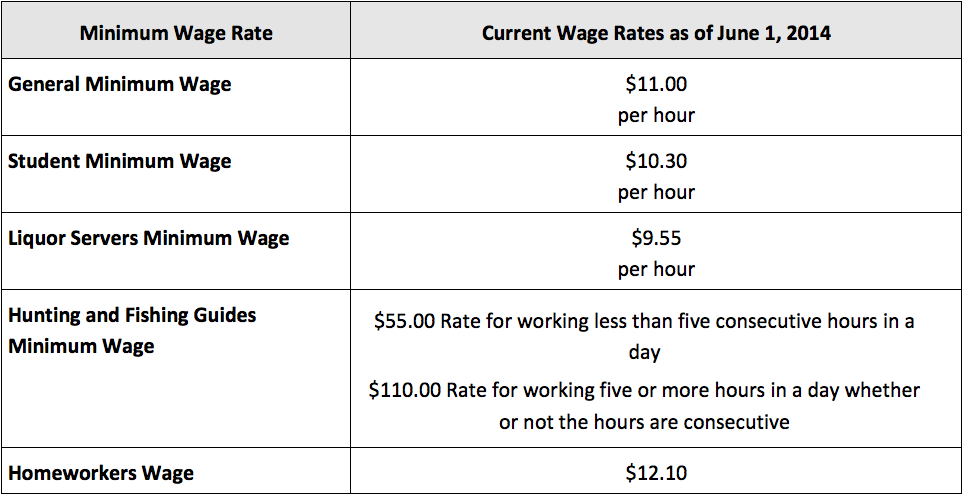 Minimum Wage Rate
Current Wage Rates as of June 1, 2014
General Minimum Wage
$11.00
per hour
Student Minimum Wage
$10.30
per hour
Liquor Servers Minimum Wage
$9.55
per hour
Hunting and Fishing Guides
Minimum Wage
$55.00 Rate for working less than five consecutive hours in a
day
$110.00 Rate for working five or more hours in a day whether
or not the hours are consecutive
Homeworkers Wage
$12.10